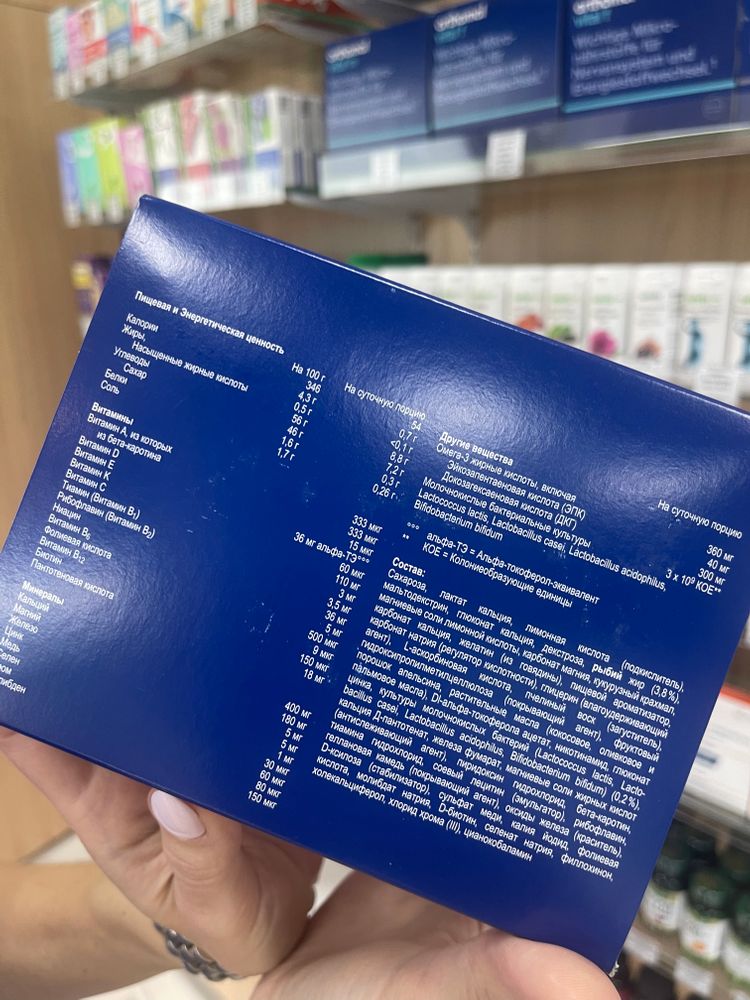 Пищевая и Энергетическая ценность
На 100 г
На суточную порцию
Калории 346 54
Жиры, 4,3 г 0,7 г
Насыщенные жирные кислоты 0,5 г <0,1 г
Углеводы 56 г 8,8 г
Сахар 46 г 7,2 г
Белки 1,6 г 0,3 г
Соль 1,7 г 0,26 г
Витамины
Витамин А, из которых 333 мкг
из бета-каротина 333 мкг
Витамин D 15 мкг
Витамин E 36 мг альфа-ТЭ°°°
Витамин K 60 мкг
Витамин C 110 мг
Тиамин (Витамин B₁) 3 мг
Рибофлавин (Витамин B₂) 3,5 мг
Ниацин 36 мг
Витамин B₆ 5 мг
Фолиевая кислота 500 мкг
Витамин B₁₂ 9 мкг
Биотин 150 мкг
Пантотеновая кислота 18 мг
Минералы
Кальций 400 мг
Магний 180 мг
Железо 5 мг
Цинк 5 мг
Медь 1 мг
30 мкг
60 мкг
80 мкг
150 мкг
Другие вещества
На суточную порцию
Омега-3 жирные кислоты, включая 360 мг
Эйкозапентаеновая кислота (ЭПК) 40 мг
Докозагексаеновая кислота (ДКГ) 300 мг
Молочнокислые бактериальные культуры 3 x 10⁹ КОЕ**
Lactococcus lactis, Lactobacillus casei, Lactobacillus acidophilus,
Bifidobacterium bifidum
°°° альфа-ТЭ = Альфа-токоферол-эквивалент
** КОЕ = Колониеобразующие единицы
Состав:
Сахароза, лактат кальция, лимонная кислота (подкислитель),
мальтодекстрин, глюконат кальция, декстроза, рыбий жир (3,8 %),
магниевые соли лимонной кислоты, карбонат магния, кукурузный крахмал,
карбонат кальция, желатин (из говядины), пищевой ароматизатор,
карбонат натрия (регулятор кислотности), глицерин (влагоудерживающий
агент), L-аскорбиновая кислота, пчелиный воск (загуститель),
гидроксипропилметилцеллюлоза (покрывающий агент), фруктовый
порошок апельсина, растительные масла (кокосовое, оливковое и
пальмовое масла), Dl-альфа-токоферола ацетат, никотинамид, глюконат
цинка, культуры молочнокислых бактерий (Lactococcus lactis, Lacto-
bacillus casei, Lactobacillus acidophilus, Bifidobacterium bifidum) (0,2 %),
кальция Д-пантотенат, железа фумарат, магниевые соли жирных кислот
(антислеживающий агент), пиридоксин гидрохлорид, бета-каротин,
тиамина гидрохлорид, соевый лецитин (эмульгатор), рибофлавин,
геллановая камедь (покрывающий агент), оксиды железа (краситель),
D-ксилоза (стабилизатор), сульфат меди, калия йодид, фолиевая
кислота, молибдат натрия, D-биотин, селенат натрия, филлохинон,
холекальциферол, хлорид хрома (III), цианокобаламин